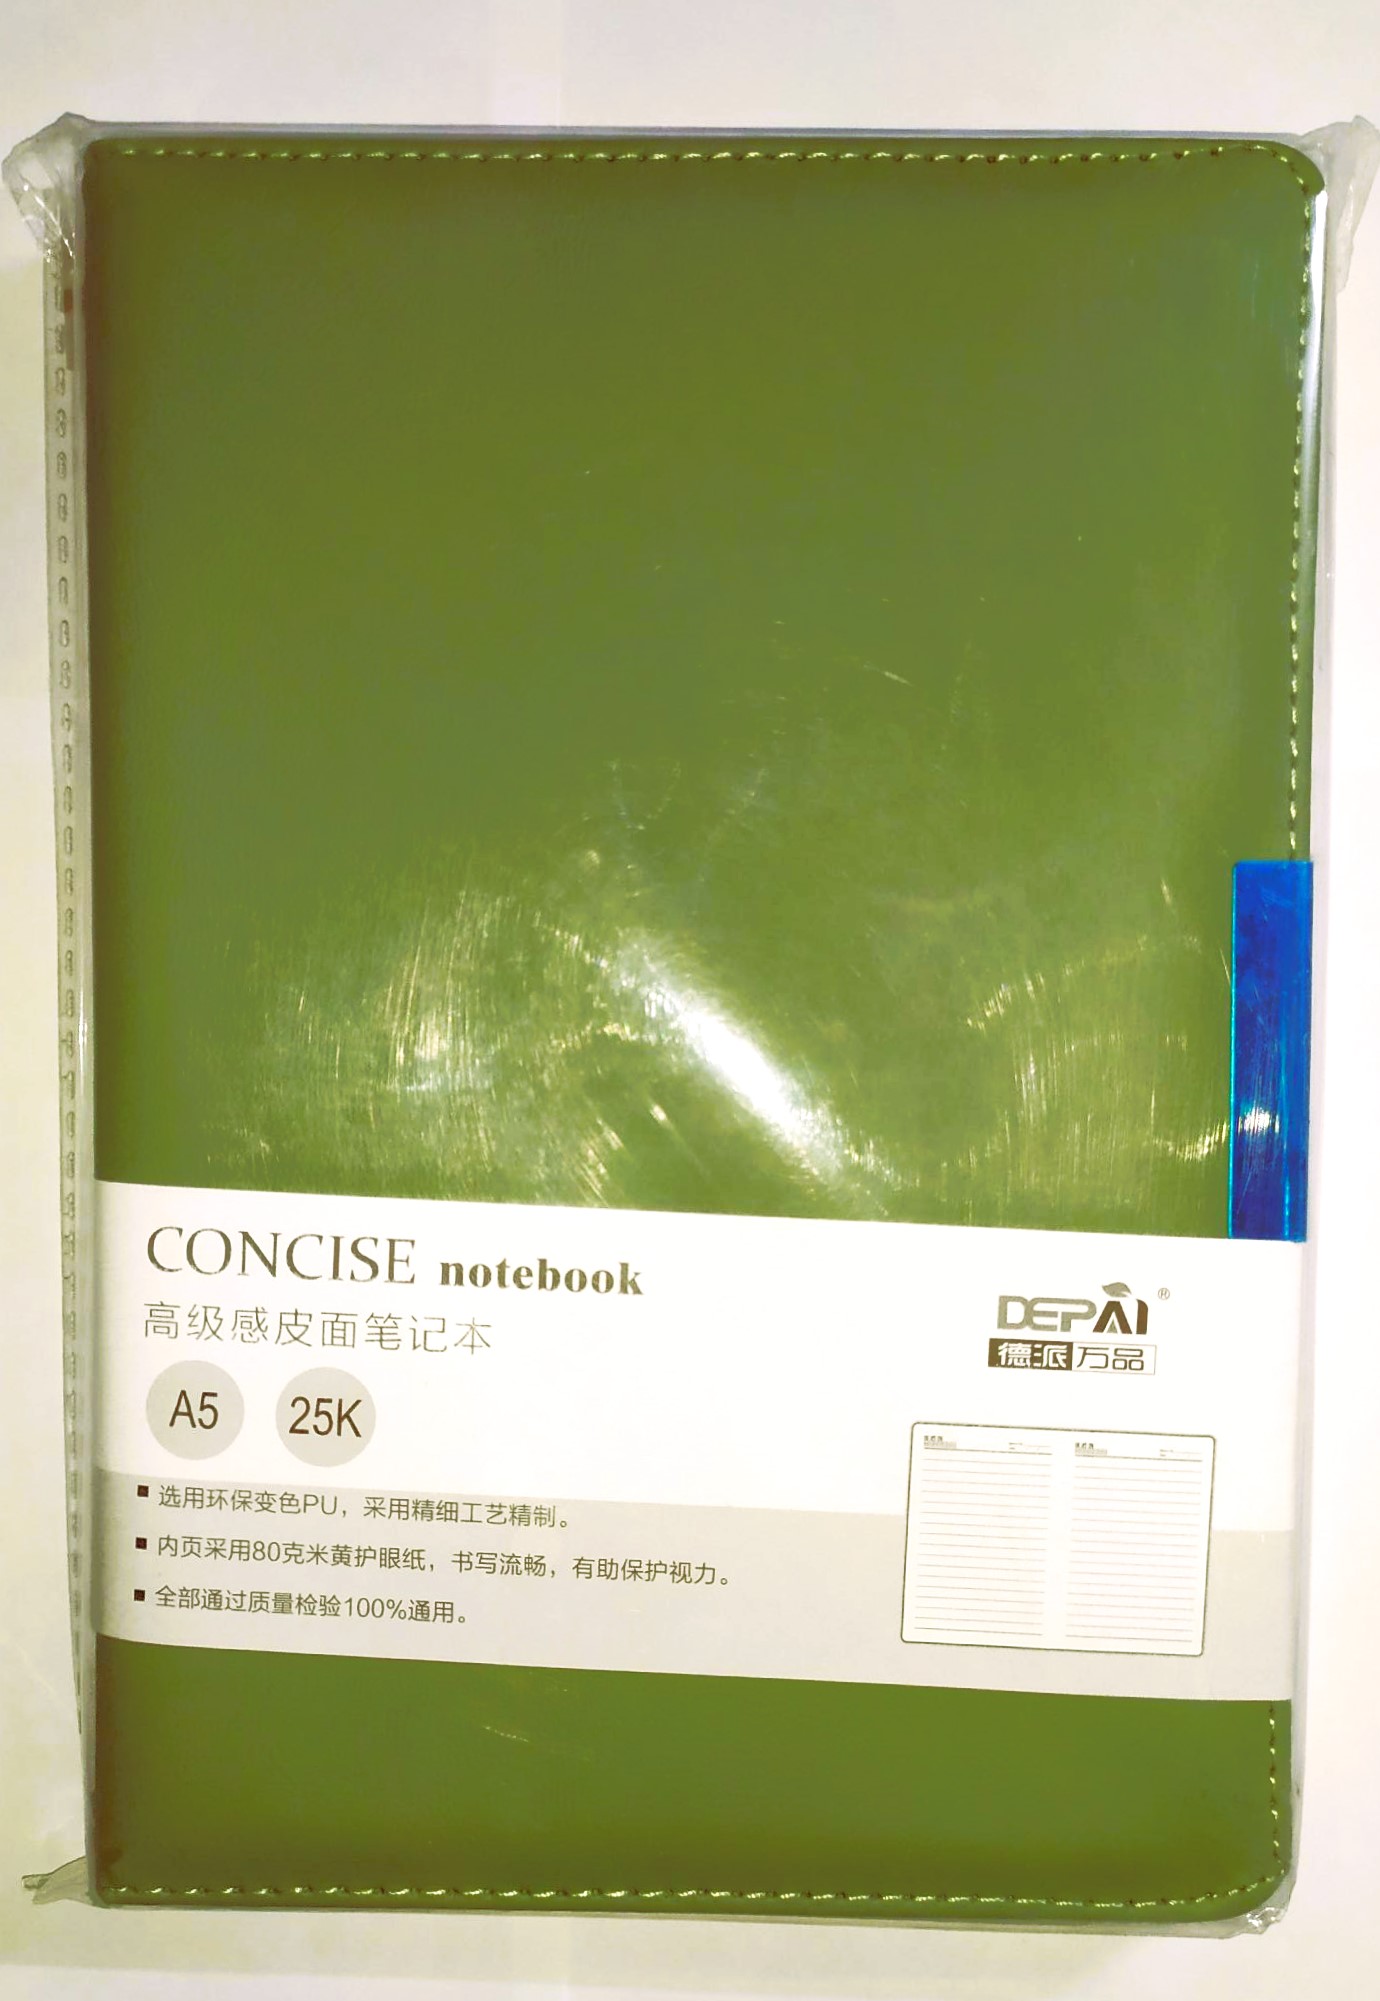 CONCISE notebook
高级感皮面笔记本
DEPAI®
德派万品
A5 25K
选用环保变色PU，采用精细工艺精制。
内页采用80克米黄护眼纸，书写流畅，有助保护视力。
全部通过质量检验100%通用。